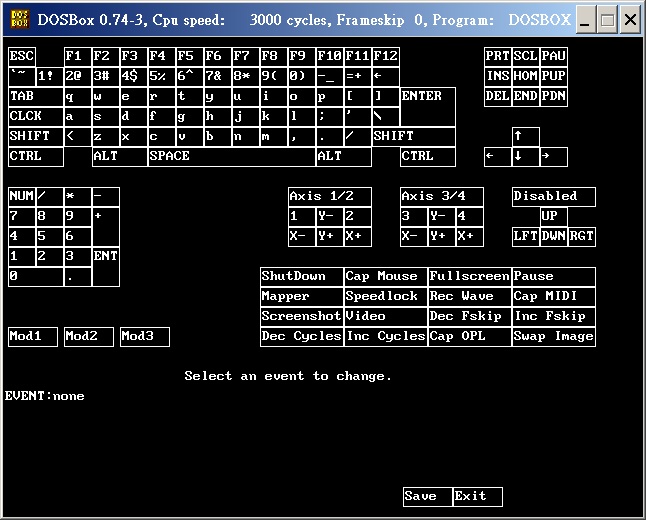 DOSBox 0.74-3, Cpu speed: 3000 cycles, Frameskip 0, Program: DOSBOX
ESC F1 F2 F3 F4 F5 F6 F7 F8 F9 F10 F11 F12 PRT SCL PAU
`~ 1! 2@ 3# 4$ 5% 6^ 7& 8* 9( 0) -_ =+ ← INS HOM PUP
TAB q w e r t y u i o p [ ] ENTER DEL END PDN
CLCK a s d f g h j k l ; ' \
SHIFT < z x c v b n m , . / SHIFT ↑
CTRL ALT SPACE ALT CTRL ← ↓ →
NUM / * - Axis 1/2 Axis 3/4 Disabled
7 8 9 + 1 Y- 2 3 Y- 4 UP
4 5 6 X- Y+ X+ X- Y+ X+ LFT DWN RGT
1 2 3 ENT
0 . ShutDown Cap Mouse Fullscreen Pause
Mapper Speedlock Rec Wave Cap MIDI
Screenshot Video Dec Fskip Inc Fskip
Mod1 Mod2 Mod3 Dec Cycles Inc Cycles Cap OPL Swap Image
Select an event to change.
EVENT:none
Save Exit